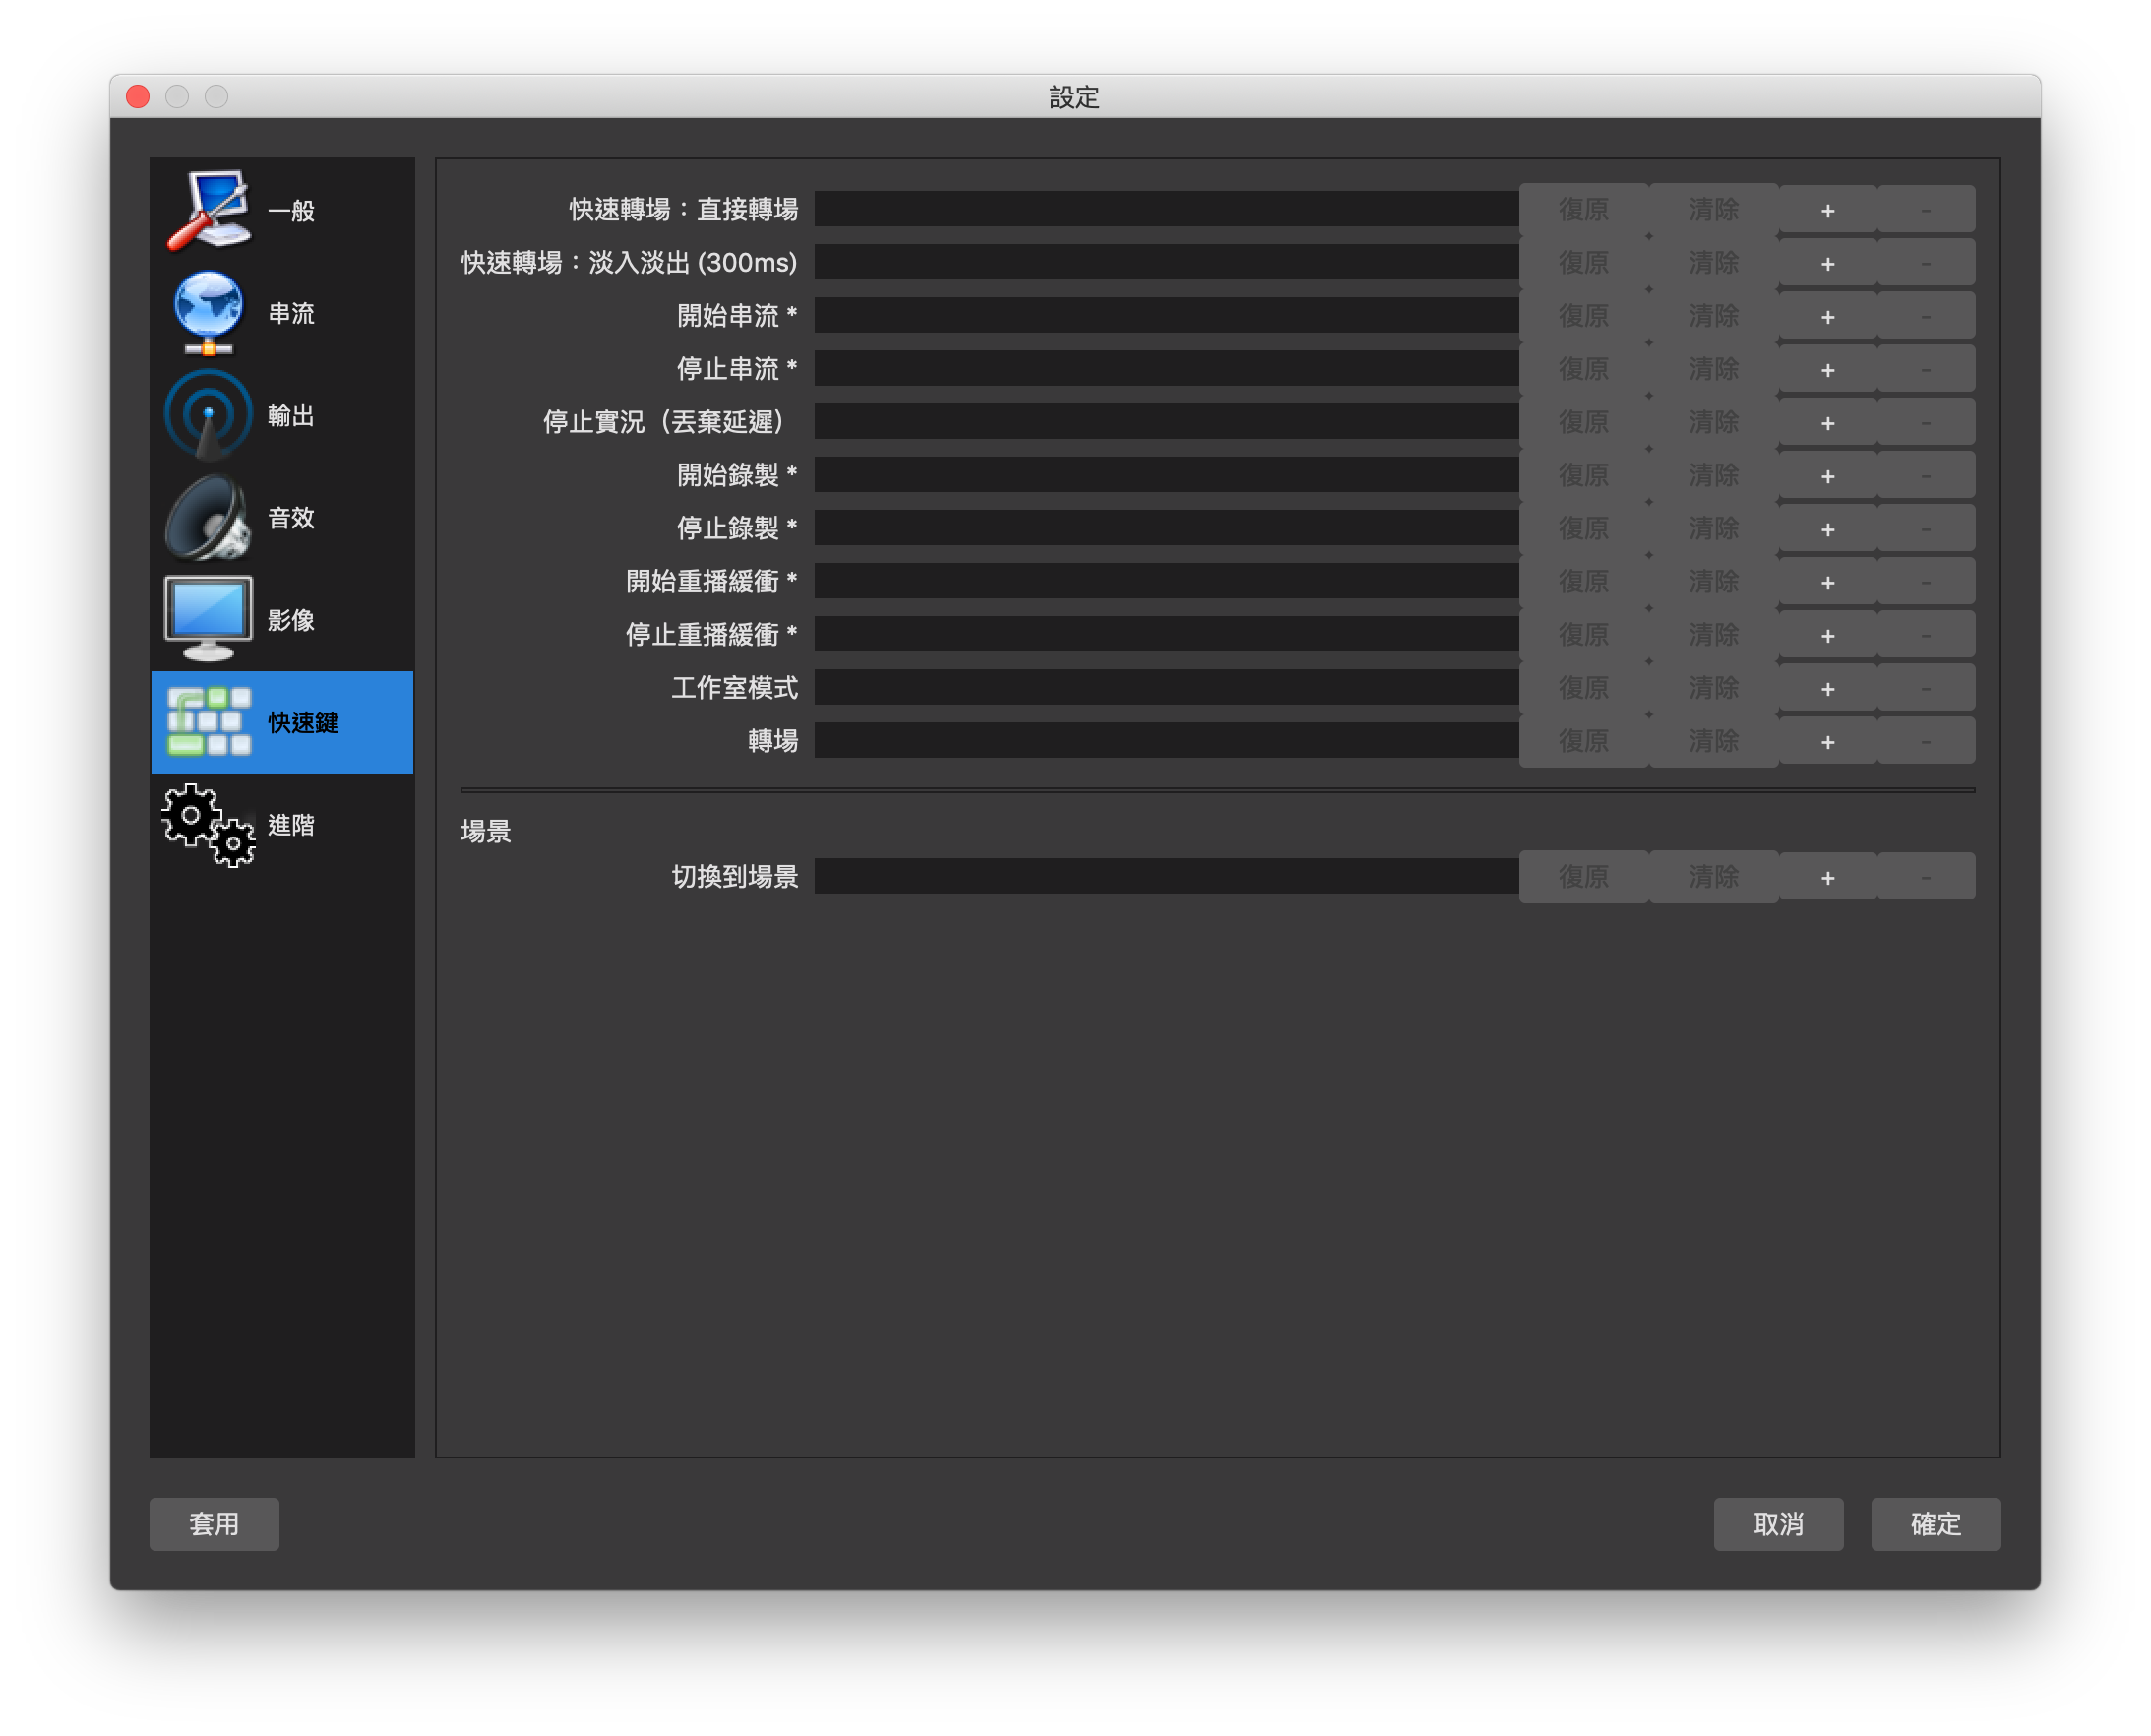 設定
一般
串流
輸出
音效
影像
快速鍵
進階
快速轉場：直接轉場 復原 清除 + -
快速轉場：淡入淡出 (300ms) 復原 清除 + -
開始串流 * 復原 清除 + -
停止串流 * 復原 清除 + -
停止實況（丟棄延遲） 復原 清除 + -
開始錄製 * 復原 清除 + -
停止錄製 * 復原 清除 + -
開始重播緩衝 * 復原 清除 + -
停止重播緩衝 * 復原 清除 + -
工作室模式 復原 清除 + -
轉場 復原 清除 + -
場景
切換到場景 復原 清除 + -
套用 取消 確定